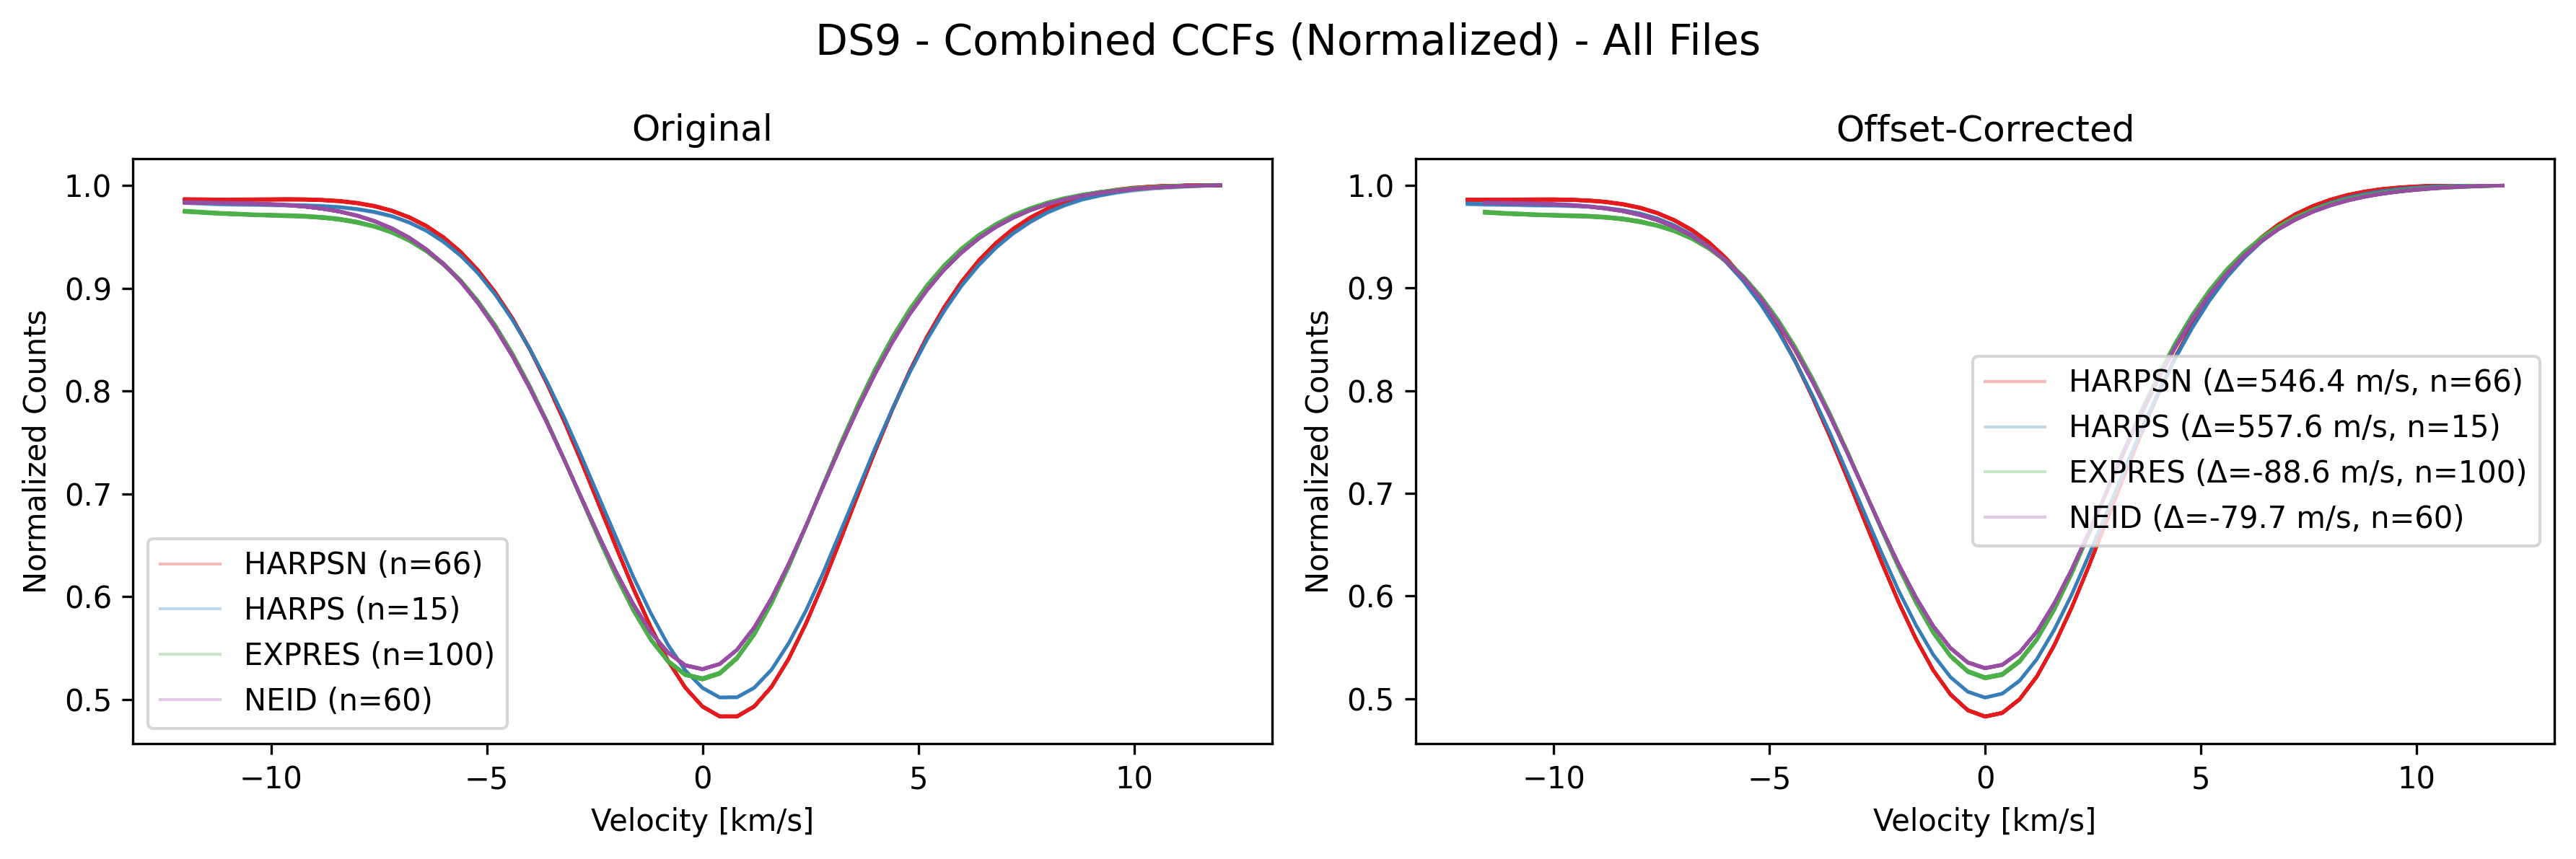 DS9 - Combined CCFs (Normalized) - All Files
Original
Normalized Counts
1.0
0.9
0.8
0.7
0.6
0.5
HARPSN (n=66)
HARPS (n=15)
EXPRES (n=100)
NEID (n=60)
−10
−5
0
5
10
Velocity [km/s]
Offset-Corrected
Normalized Counts
1.0
0.9
0.8
0.7
0.6
0.5
HARPSN (Δ=546.4 m/s, n=66)
HARPS (Δ=557.6 m/s, n=15)
EXPRES (Δ=-88.6 m/s, n=100)
NEID (Δ=-79.7 m/s, n=60)
−10
−5
0
5
10
Velocity [km/s]